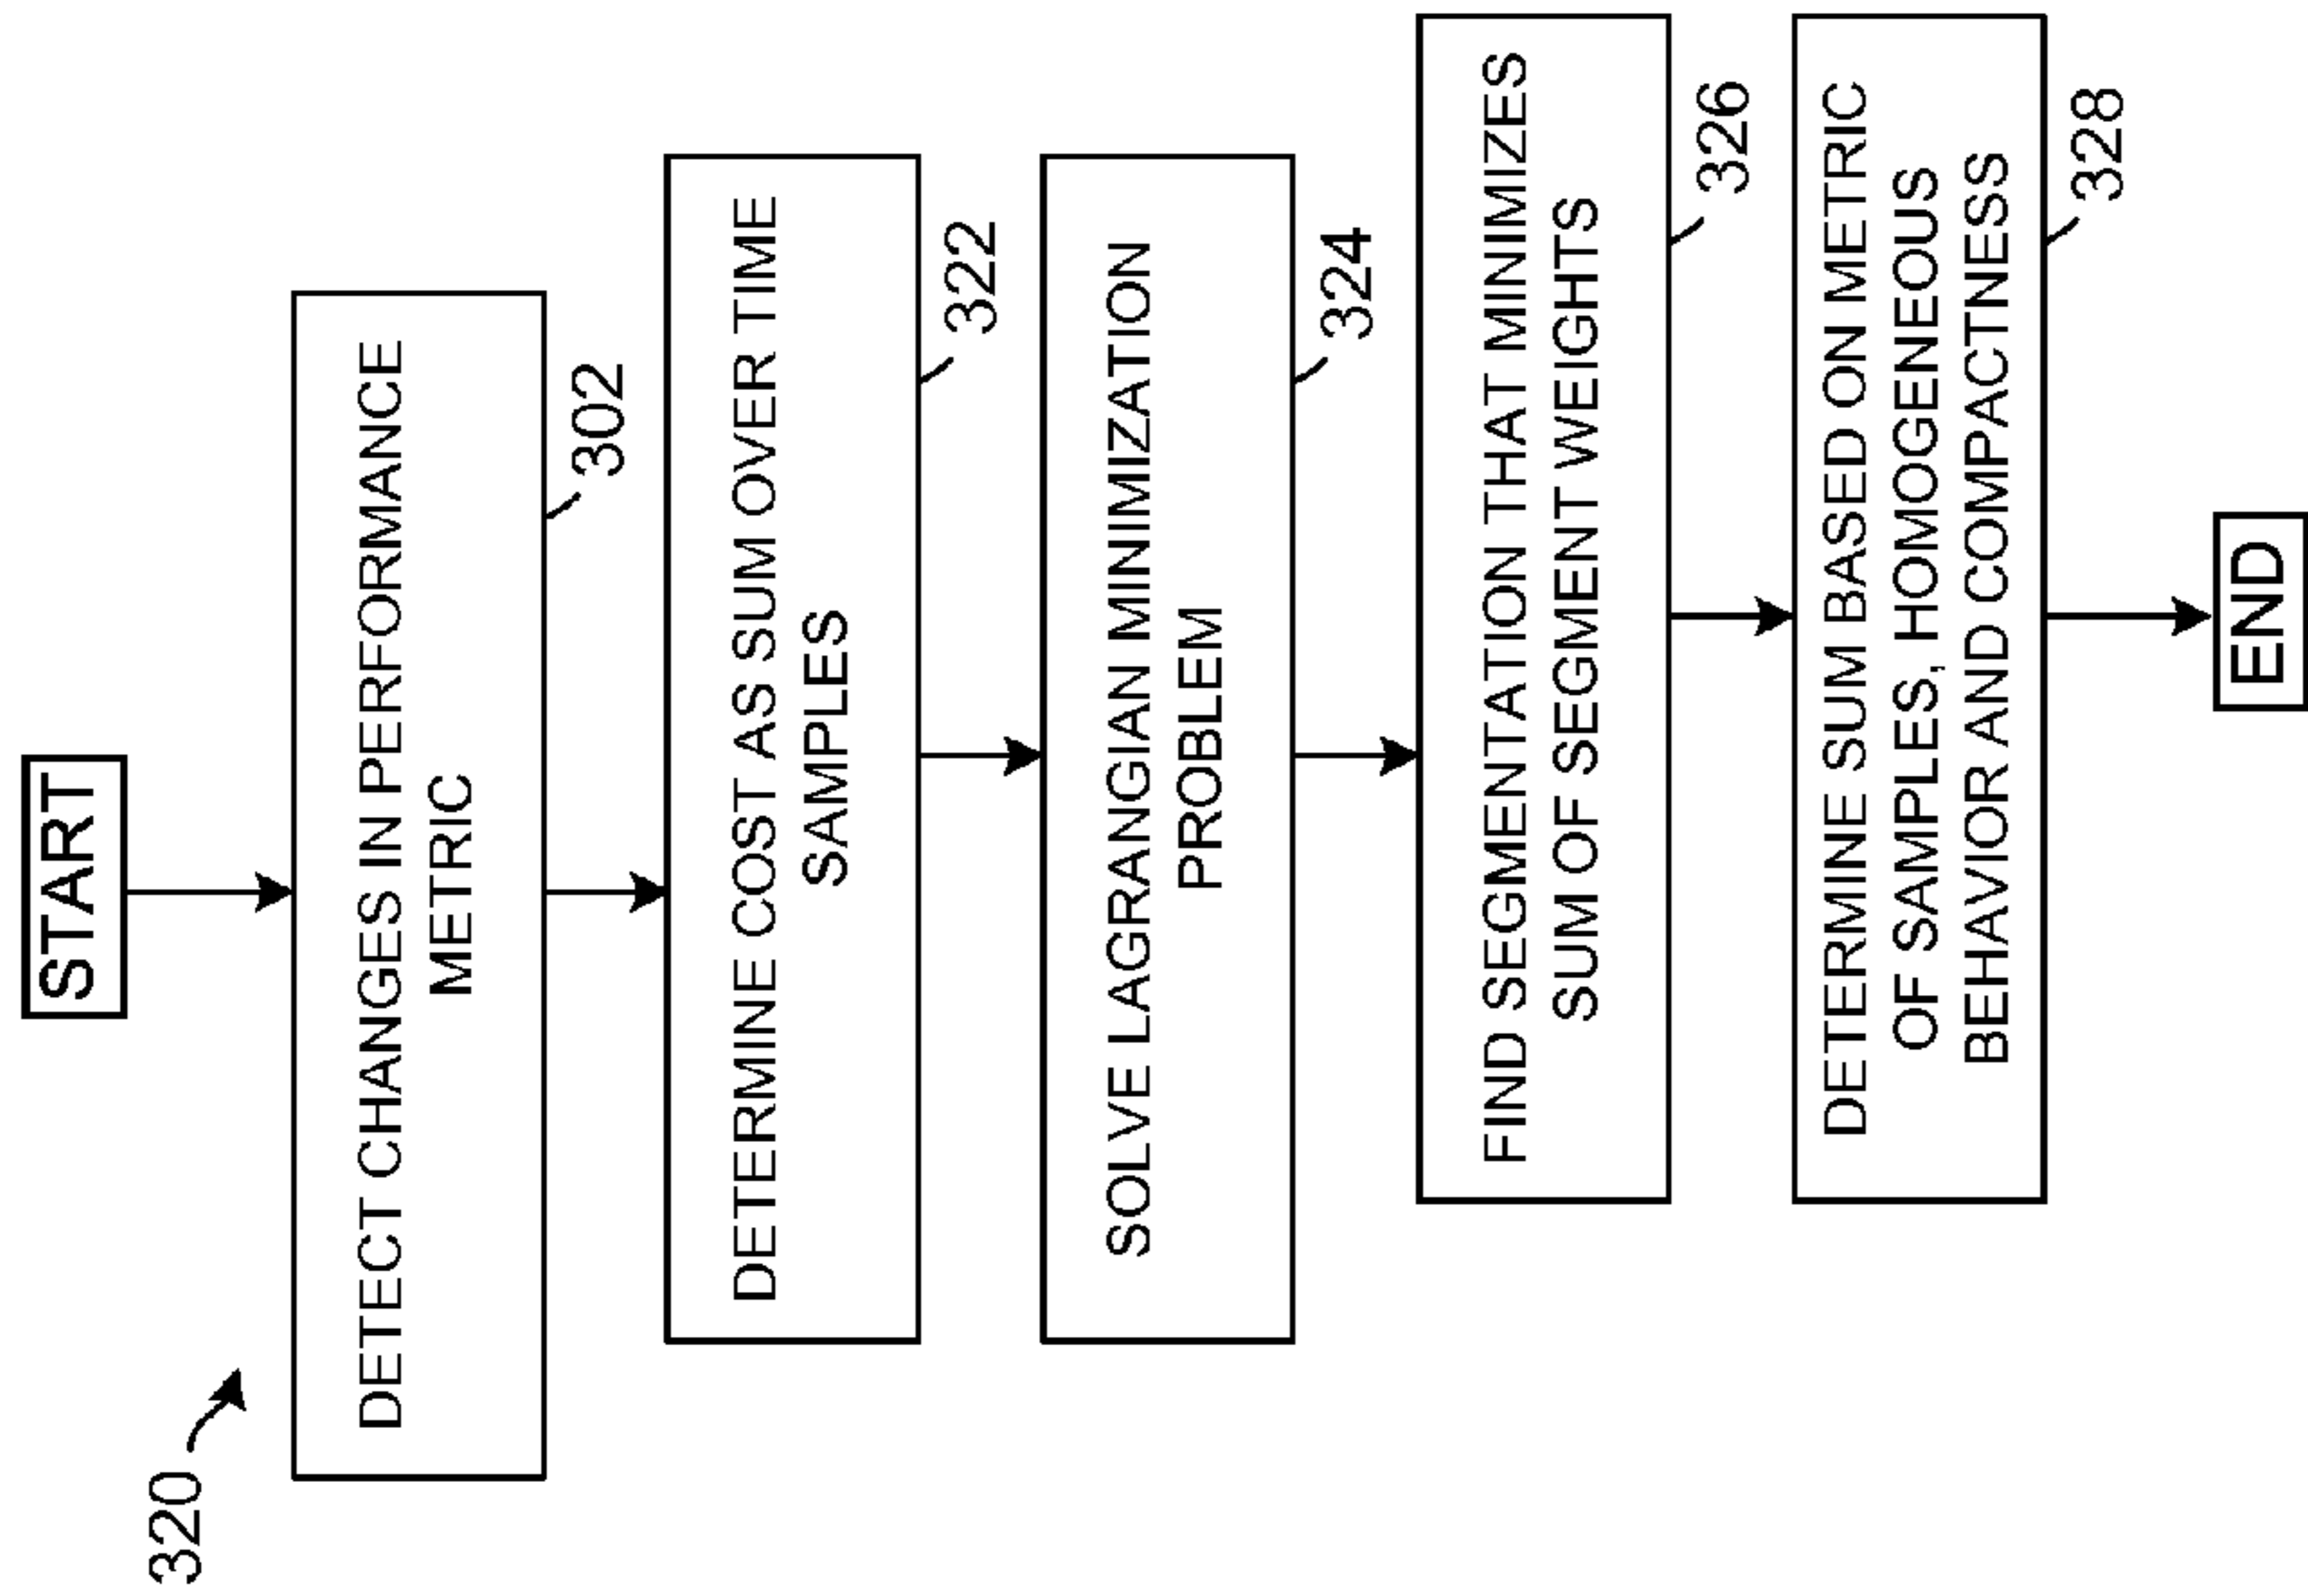 320
START
DETECT CHANGES IN PERFORMANCE
METRIC
302
DETERMINE COST AS SUM OVER TIME
SAMPLES
322
SOLVE LAGRANGIAN MINIMIZATION
PROBLEM
324
FIND SEGMENTATION THAT MINIMIZES
SUM OF SEGMENT WEIGHTS
326
DETERMINE SUM BASED ON METRIC
OF SAMPLES, HOMOGENEOUS
BEHAVIOR AND COMPACTNESS
328
END